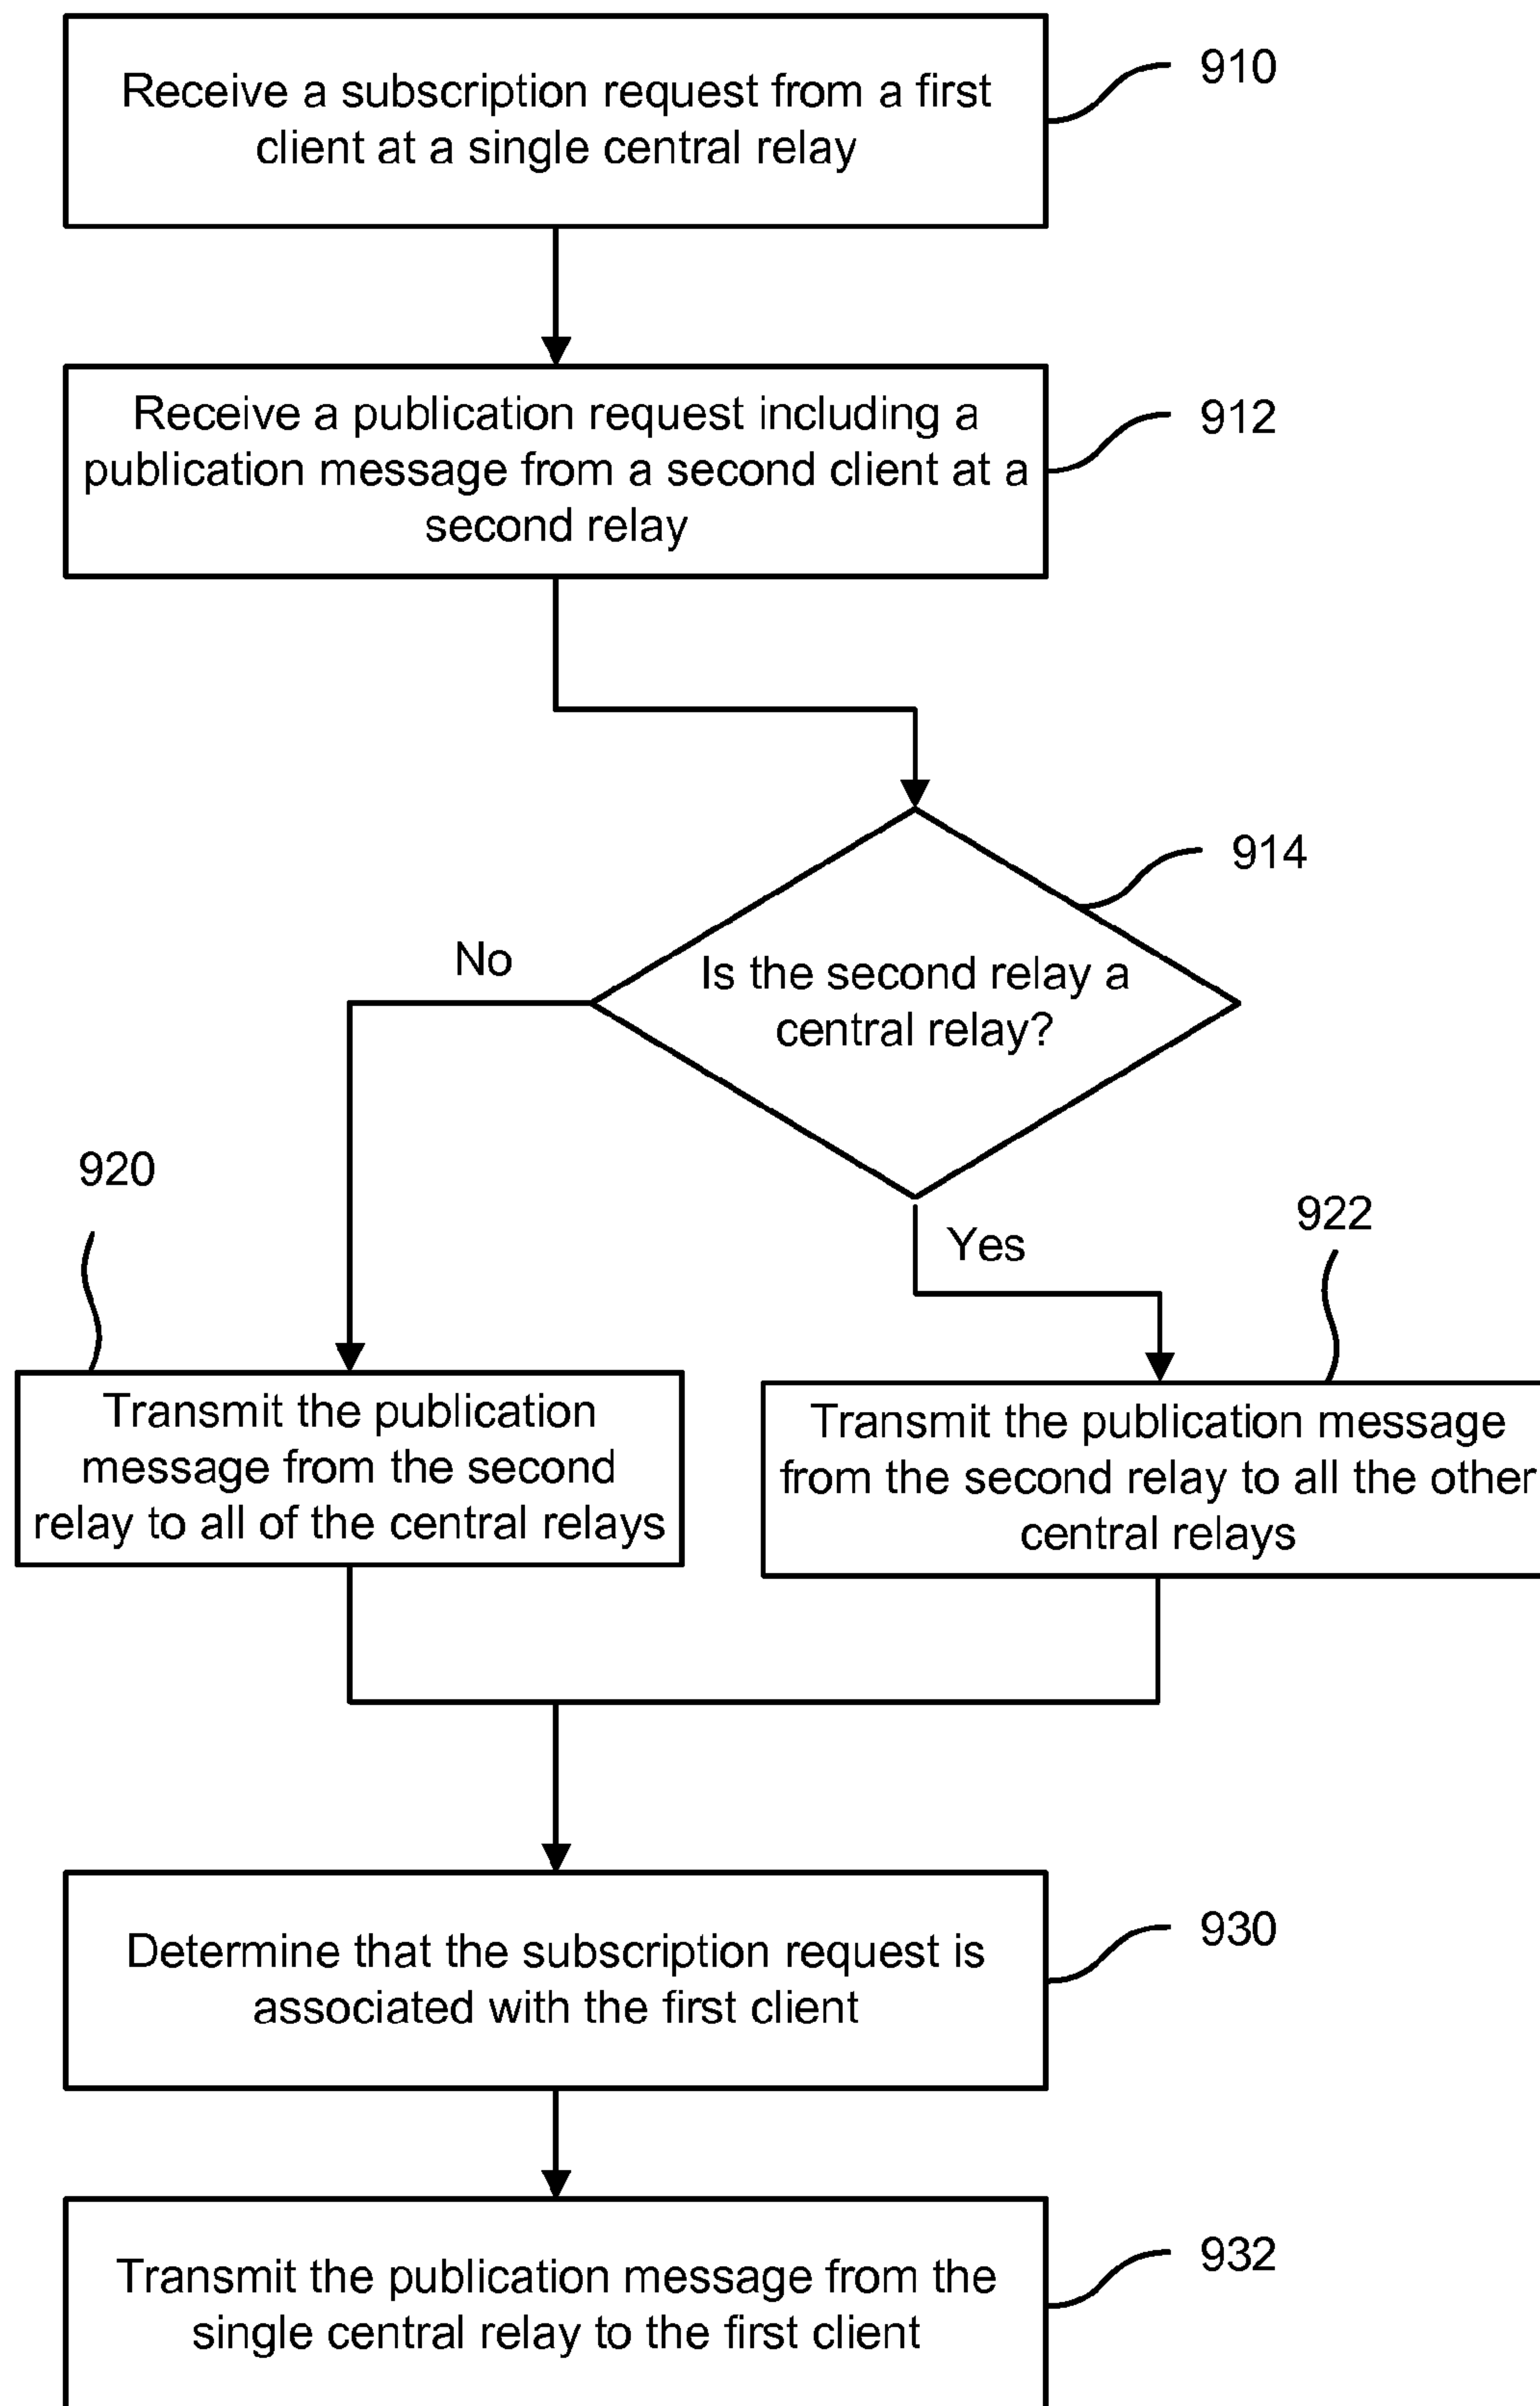 Receive a subscription request from a first
client at a single central relay
910
Receive a publication request including a
publication message from a second client at a
second relay
912
914
Is the second relay a
central relay?
No
Yes
920
922
Transmit the publication
message from the second
relay to all of the central relays
Transmit the publication message
from the second relay to all the other
central relays
Determine that the subscription request is
associated with the first client
930
Transmit the publication message from the
single central relay to the first client
932